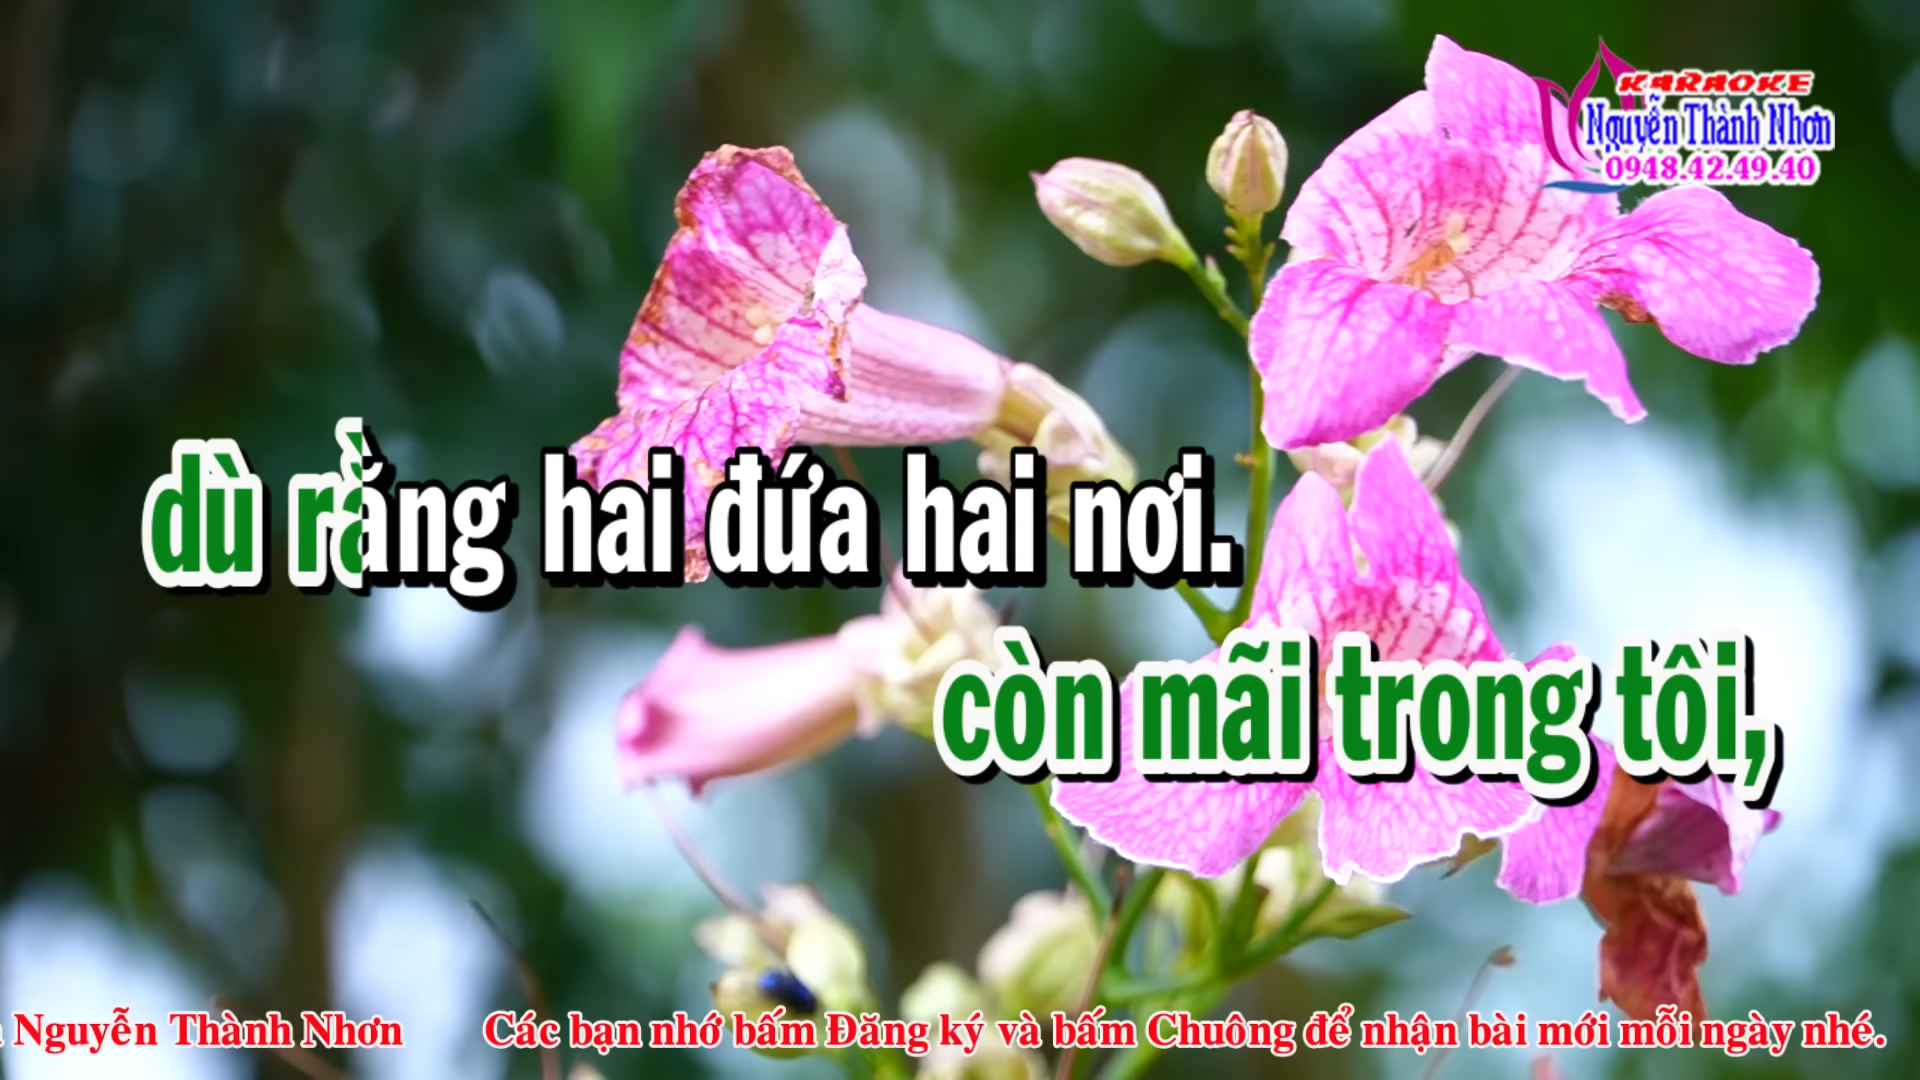 KARAOKE
Nguyễn Thành Nhơn
0948.42.49.40
dù rằng hai đứa hai nơi.
còn mãi trong tôi,
Nguyễn Thành Nhơn Các bạn nhớ bấm Đăng ký và bấm Chuông để nhận bài mới mỗi ngày nhé.